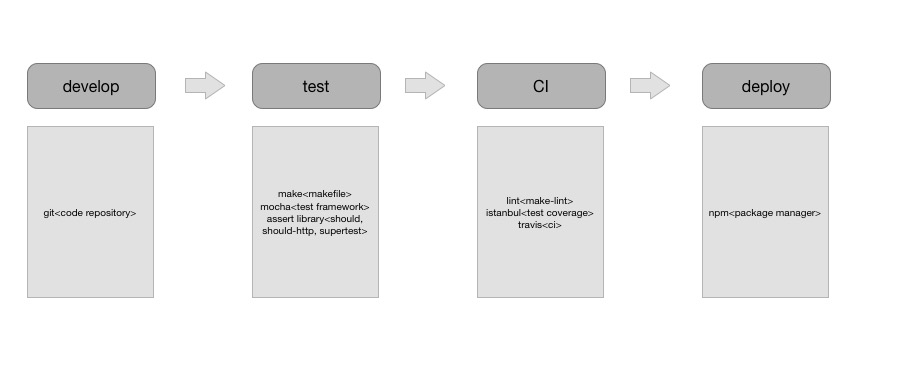 develop
test
CI
deploy
git<code repository>
make<makefile>
mocha<test framework>
assert library<should,
should-http, supertest>
lint<make-lint>
istanbul<test coverage>
travis<ci>
npm<package manager>